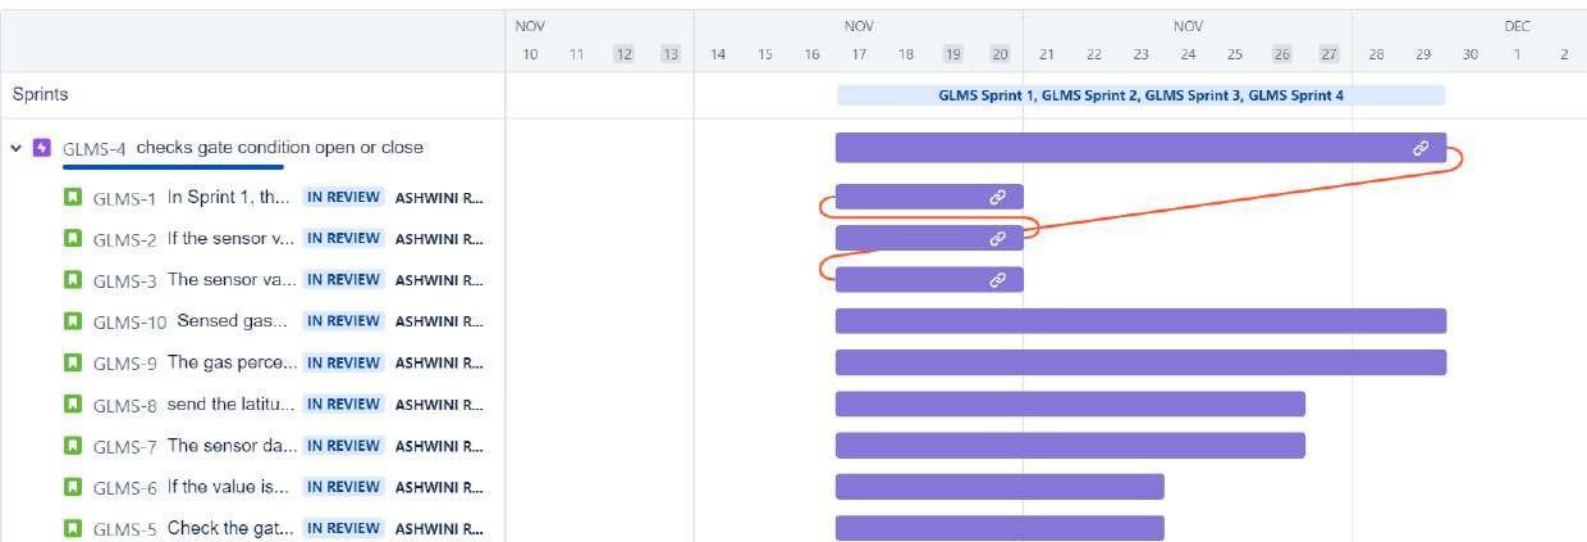 NOV NOV NOV DEC
10 11 12 13 14 15 16 17 18 19 20 21 22 23 24 25 26 27 28 29 30 1 2
Sprints GLMS Sprint 1, GLMS Sprint 2, GLMS Sprint 3, GLMS Sprint 4
GLMS-4 checks gate condition open or close
GLMS-1 In Sprint 1, th... IN REVIEW ASHWINI R...
GLMS-2 If the sensor v... IN REVIEW ASHWINI R...
GLMS-3 The sensor va... IN REVIEW ASHWINI R...
GLMS-10 Sensed gas... IN REVIEW ASHWINI R...
GLMS-9 The gas perce... IN REVIEW ASHWINI R...
GLMS-8 send the latitu... IN REVIEW ASHWINI R...
GLMS-7 The sensor da... IN REVIEW ASHWINI R...
GLMS-6 If the value is... IN REVIEW ASHWINI R...
GLMS-5 Check the gat... IN REVIEW ASHWINI R...